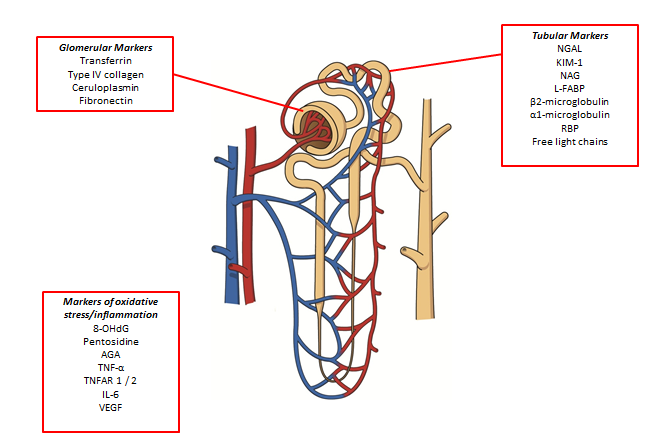 Glomerular Markers
Transferrin
Type IV collagen
Ceruloplasmin
Fibronectin
Tubular Markers
NGAL
KIM-1
NAG
L-FABP
β2-microglobulin
α1-microglobulin
RBP
Free light chains
Markers of oxidative
stress/inflammation
8-OHdG
Pentosidine
AGA
TNF-α
TNFAR 1 / 2
IL-6
VEGF